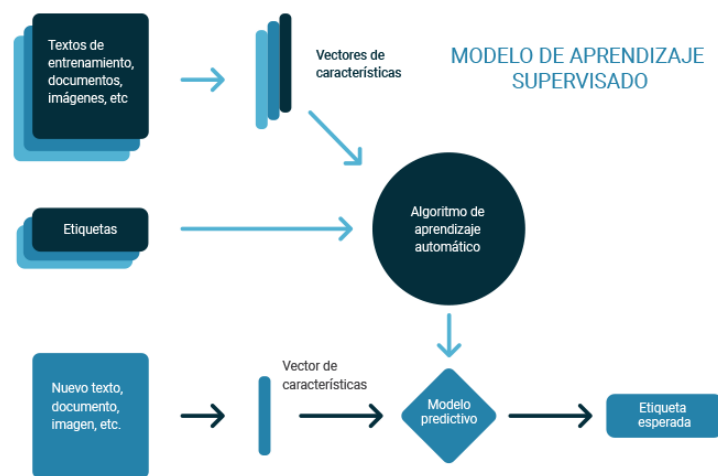 Textos de
entrenamiento,
documentos,
imágenes, etc
Vectores de
características
MODELO DE APRENDIZAJE
SUPERVISADO
Etiquetas
Algoritmo de
aprendizaje
automático
Nuevo texto,
documento,
imagen, etc.
Vector de
características
Modelo
predictivo
Etiqueta
esperada